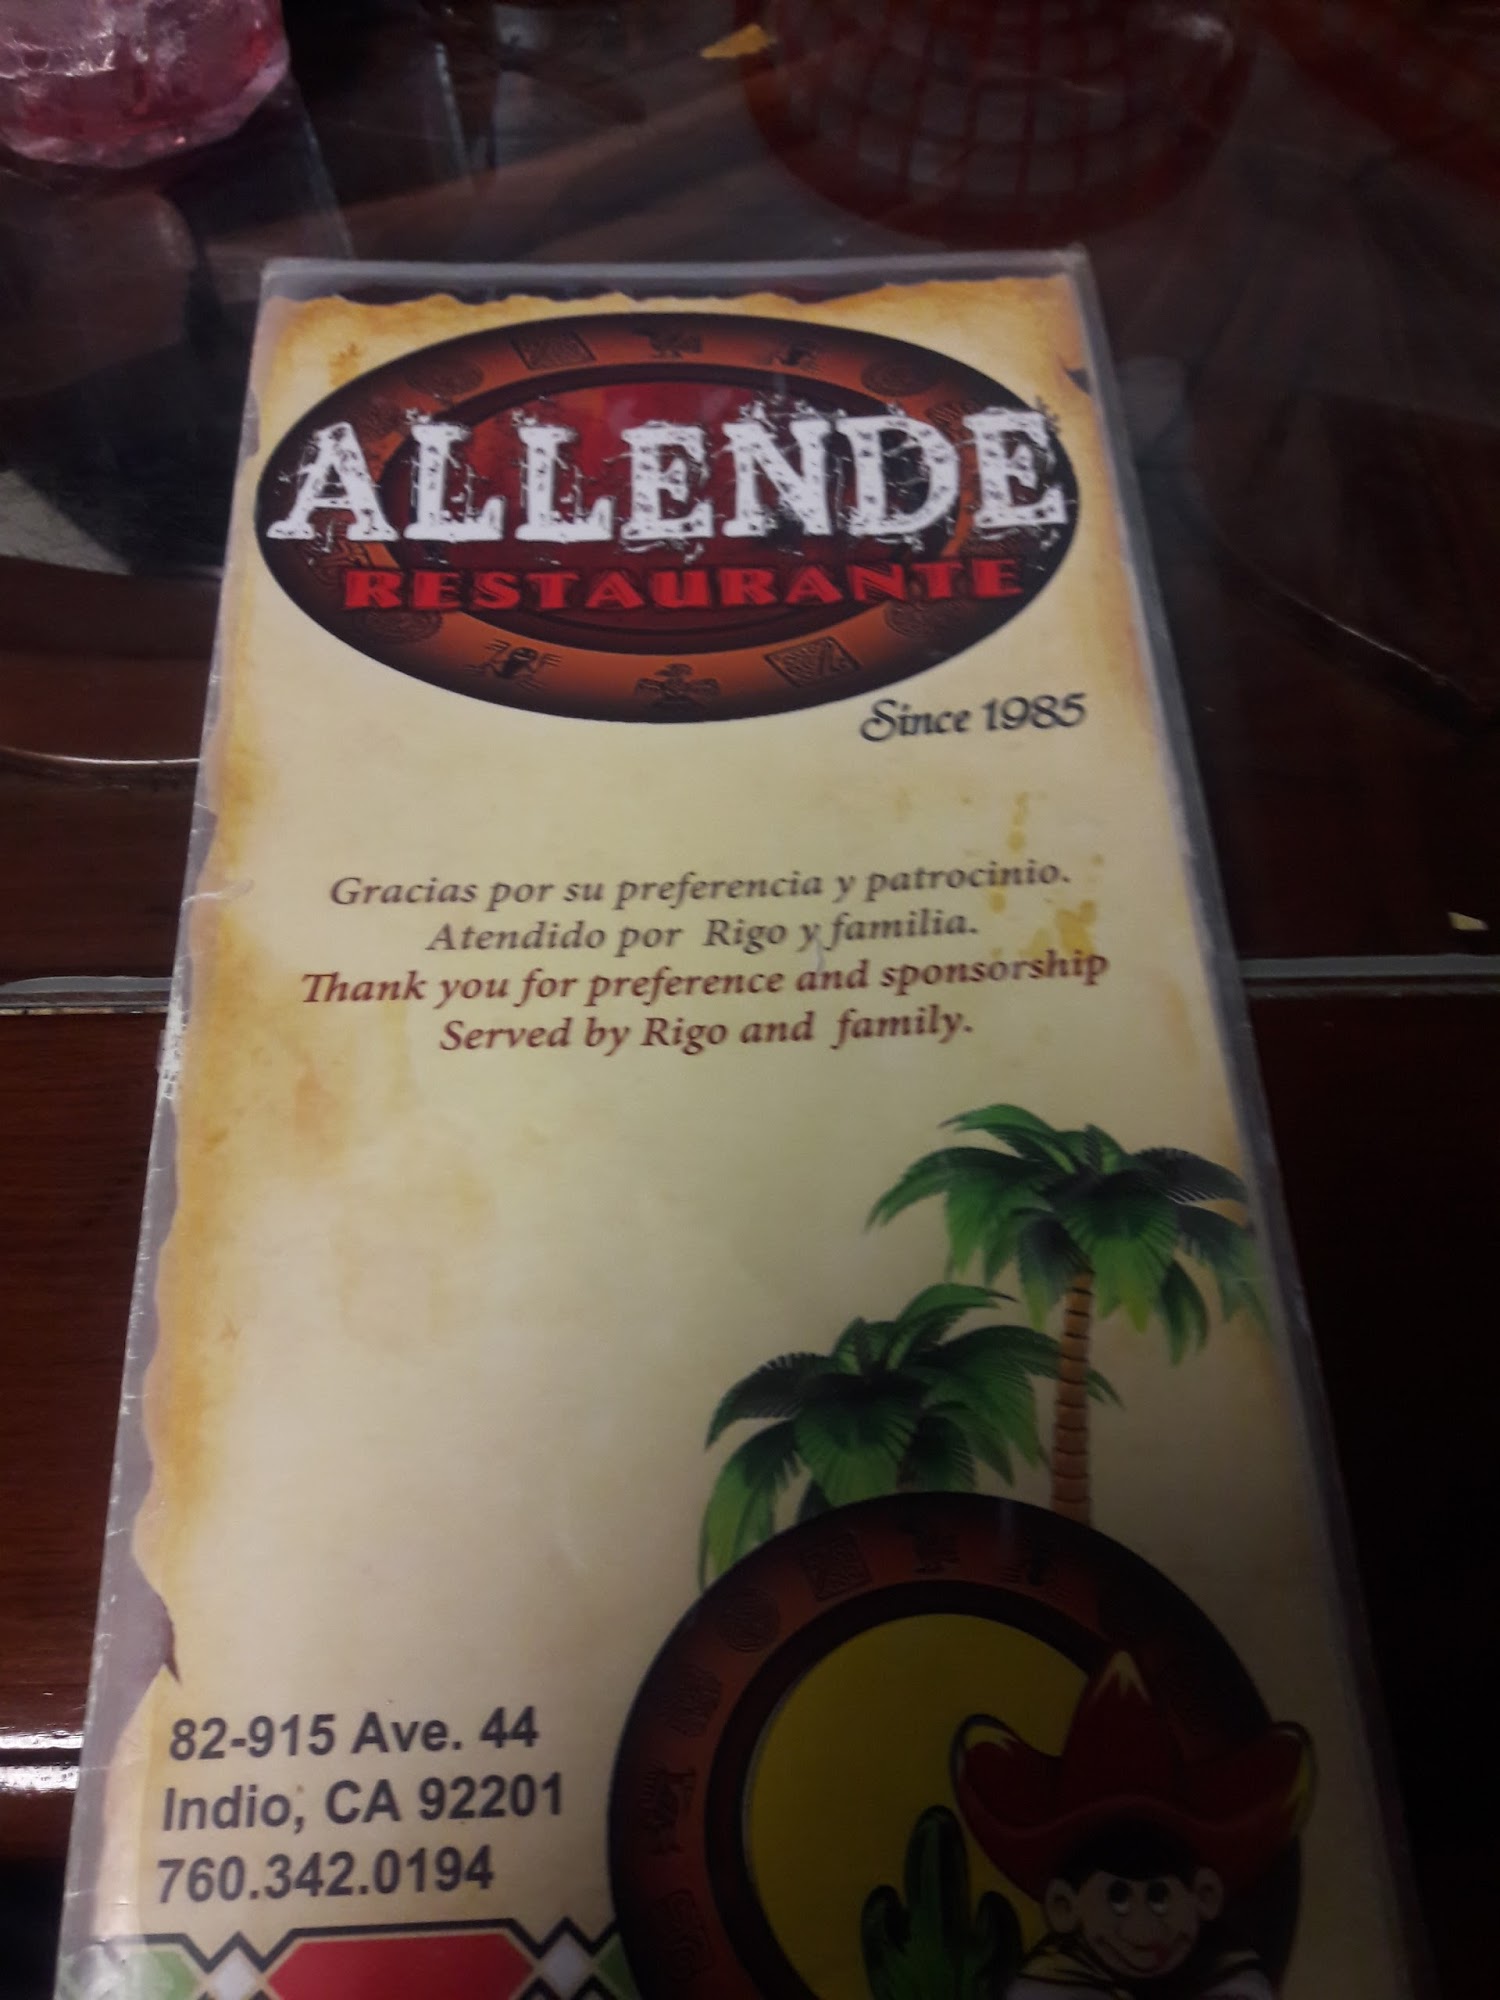 ALLENDE
RESTAURANTE
Since 1985
Gracias por su preferencia y patrocinio.
Atendido por Rigo y familia.
Thank you for preference and sponsorship
Served by Rigo and family.
82-915 Ave. 44
Indio, CA 92201
760.342.0194